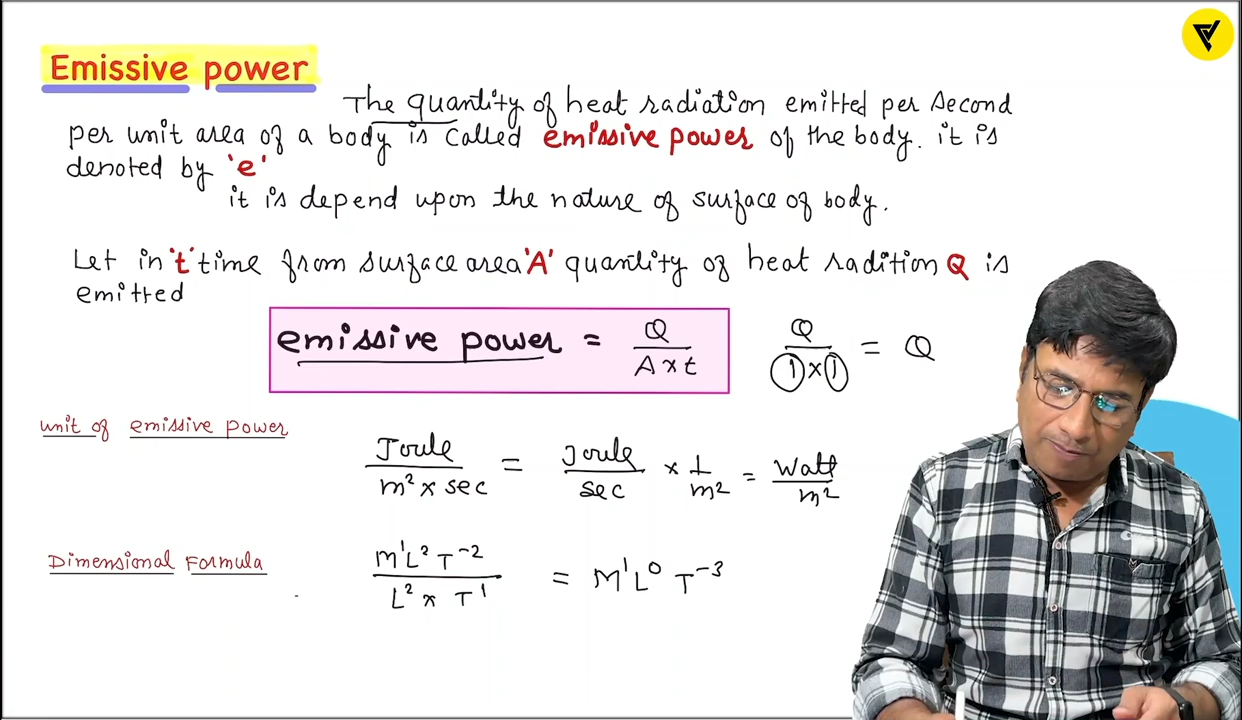 Emissive power
The quantity of heat radiation emitted per second
per unit area of a body is called emissive power of the body. it is
denoted by 'e'
it is depend upon the nature of surface of body.
Let in 't' time from surface area 'A' quantity of heat radition Q is
emitted
emissive power = Q / A × t
Q / 1 × 1 = Q
unit of emissive power
Joule / m² × sec = Joule / sec × 1 / m² = Watt / m²
Dimensional Formula
M¹L² T⁻² / L² × T¹ = M¹L⁰ T⁻³